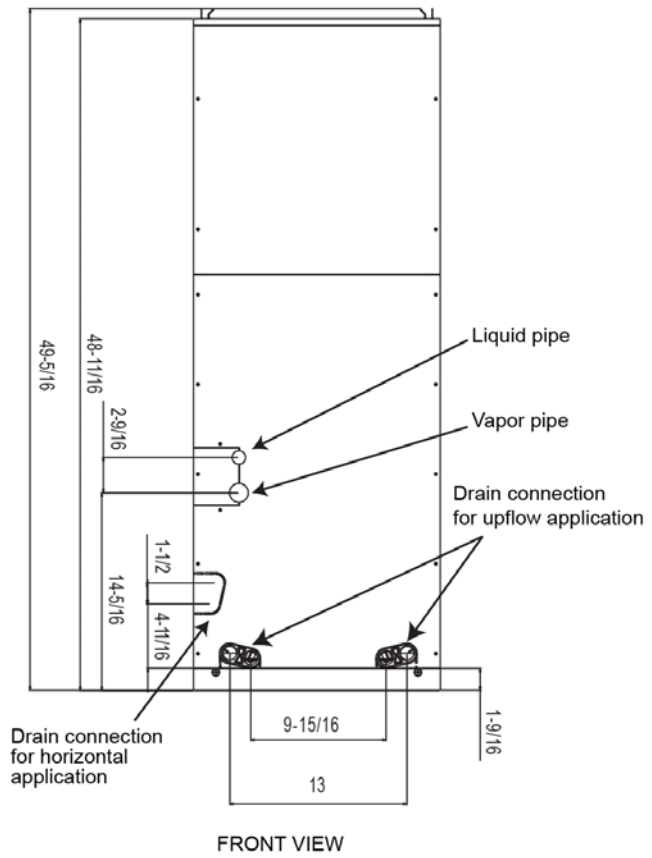 49-5/16
48-11/16
2-9/16
Liquid pipe
Vapor pipe
Drain connection
for upflow application
1-1/2
14-5/16
4-11/16
Drain connection
for horizontal
application
9-15/16
1-9/16
13
FRONT VIEW